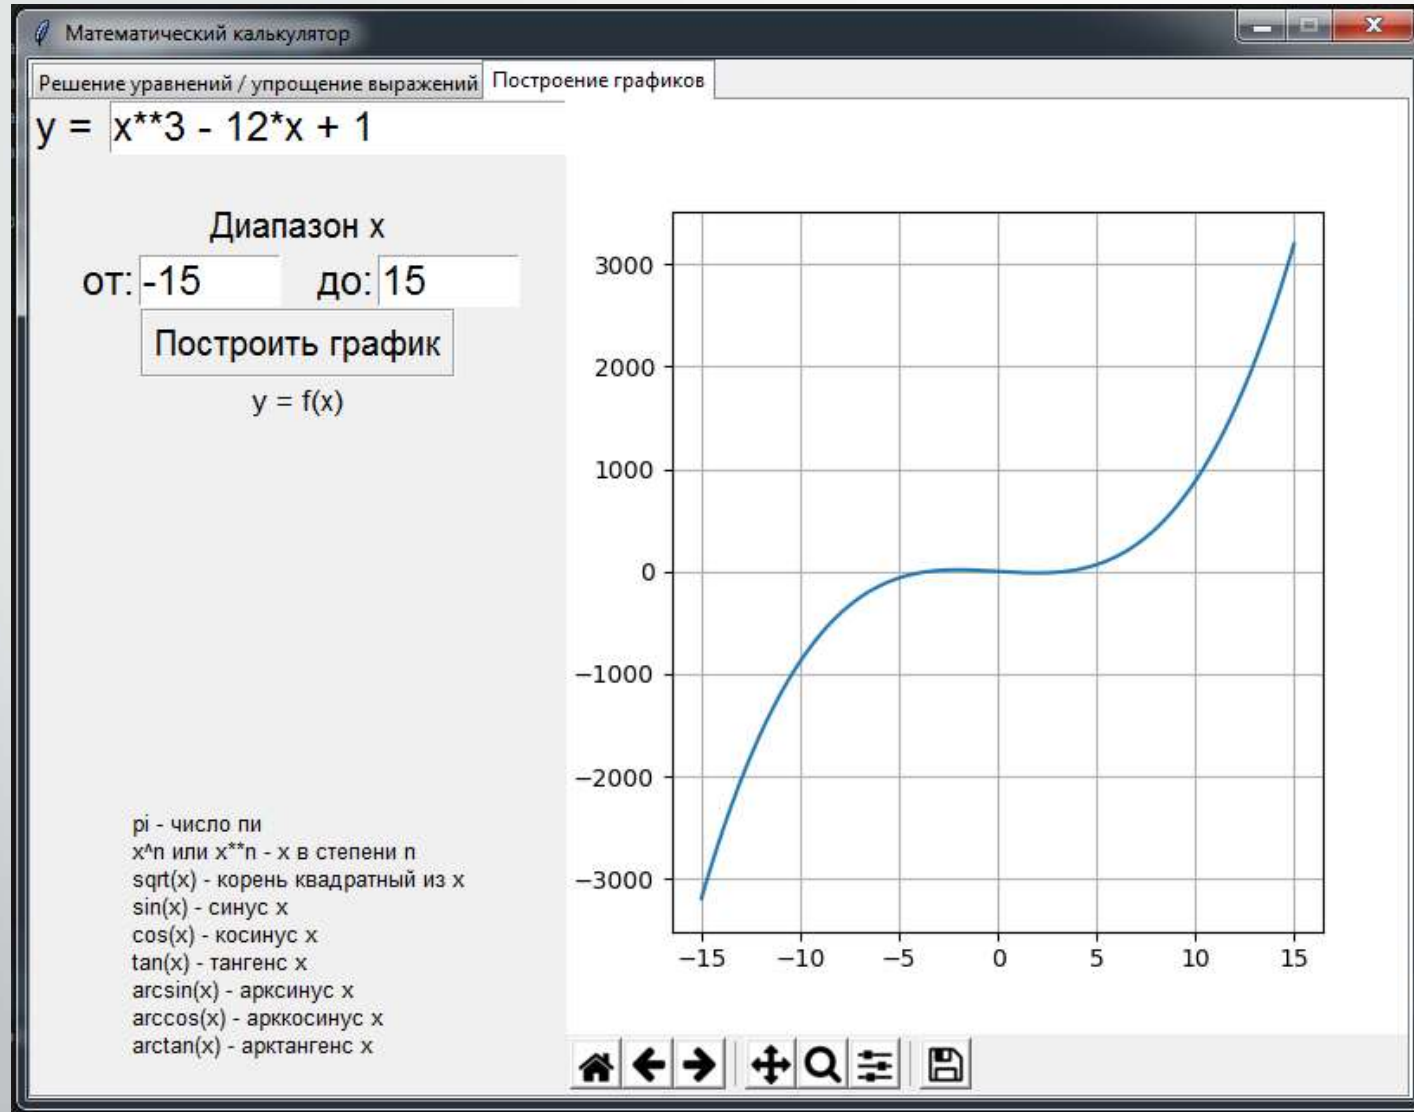 Математический калькулятор
Решение уравнений / упрощение выражений
Построение графиков
y = x**3 - 12*x + 1
Диапазон x
от: -15 до: 15
Построить график
y = f(x)
pi - число пи
x^n или x**n - x в степени n
sqrt(x) - корень квадратный из x
sin(x) - синус x
cos(x) - косинус x
tan(x) - тангенс x
arcsin(x) - арксинус x
arccos(x) - арккосинус x
arctan(x) - арктангенс x
3000
2000
1000
0
−1000
−2000
−3000
−15 −10 −5 0 5 10 15